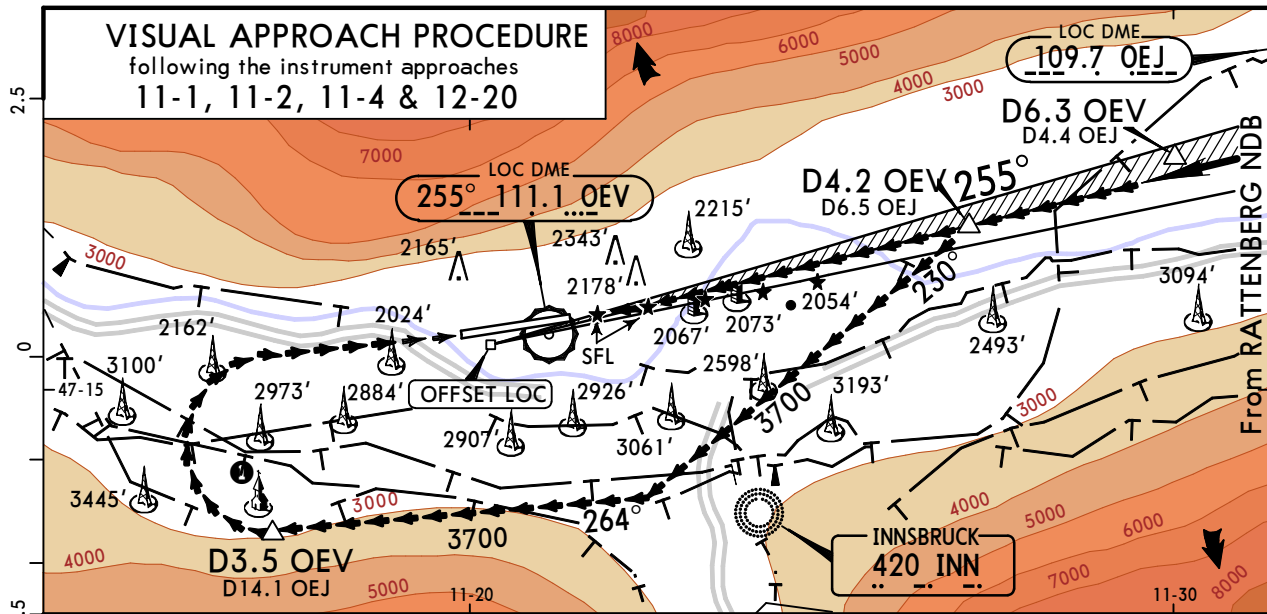 VISUAL APPROACH PROCEDURE
following the instrument approaches
11-1, 11-2, 11-4 & 12-20
8000
6000
5000
4000
3000
7000
LOC DME
109.7 OEJ
D6.3 OEV
D4.4 OEJ
2.5
LOC DME
255° 111.1 OEV
D4.2 OEV
D6.5 OEJ
255°
From RATTENBERG NDB
3000
2165'
2343'
2215'
2178'
230°
3094'
2162'
2024'
2054'
2073'
2067'
SFL
2493'
0
3100'
47-15
2973'
2884'
OFFSET LOC
2926'
2598'
3193'
3700
3000
2907'
3061'
3445'
3000
264°
3700
4000
5000
6000
7000
8000
4000
D3.5 OEV
D14.1 OEJ
5000
INNSBRUCK
420 INN
11-20
11-30
.5